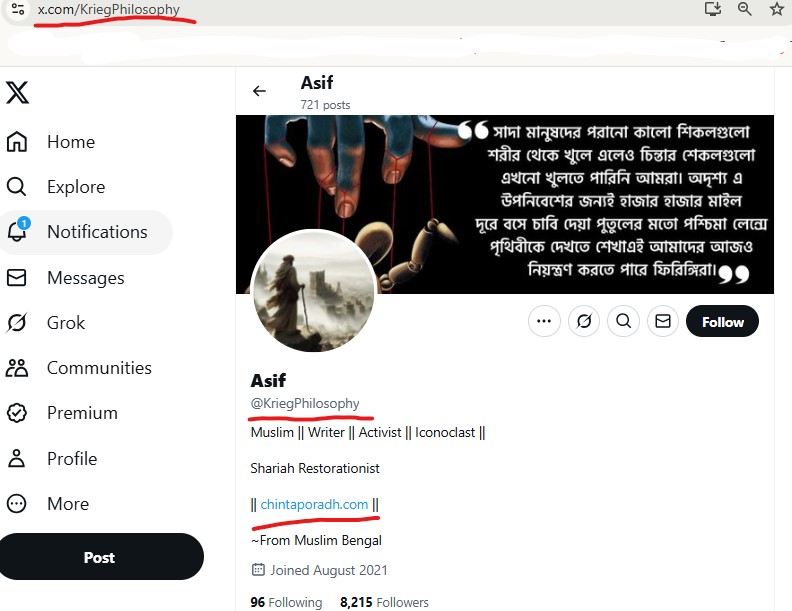 x.com/KriegPhilosophy
Asif
721 posts
Home
Explore
1
Notifications
Messages
Grok
Communities
Premium
Profile
More
Post
❝সাদা মানুষদের পরানো কালো শিকলগুলো
শরীর থেকে খুলে এলেও চিন্তার শেকলগুলো
এখনো খুলতে পারিনি আমরা। অদৃশ্য এ
উপনিবেশের জন্যই হাজার হাজার মাইল
দূরে বসে চাবি দেয়া পুতুলের মতো পশ্চিমা লেন্সে
পৃথিবীকে দেখতে শেখাএই আমাদের আজও
নিয়ন্ত্রণ করতে পারে ফিরিঙ্গিরা।❞
Follow
Asif
@KriegPhilosophy
Muslim || Writer || Activist || Iconoclast ||
Shariah Restorationist
|| chintaporadh.com ||
~From Muslim Bengal
Joined August 2021
96 Following 8,215 Followers